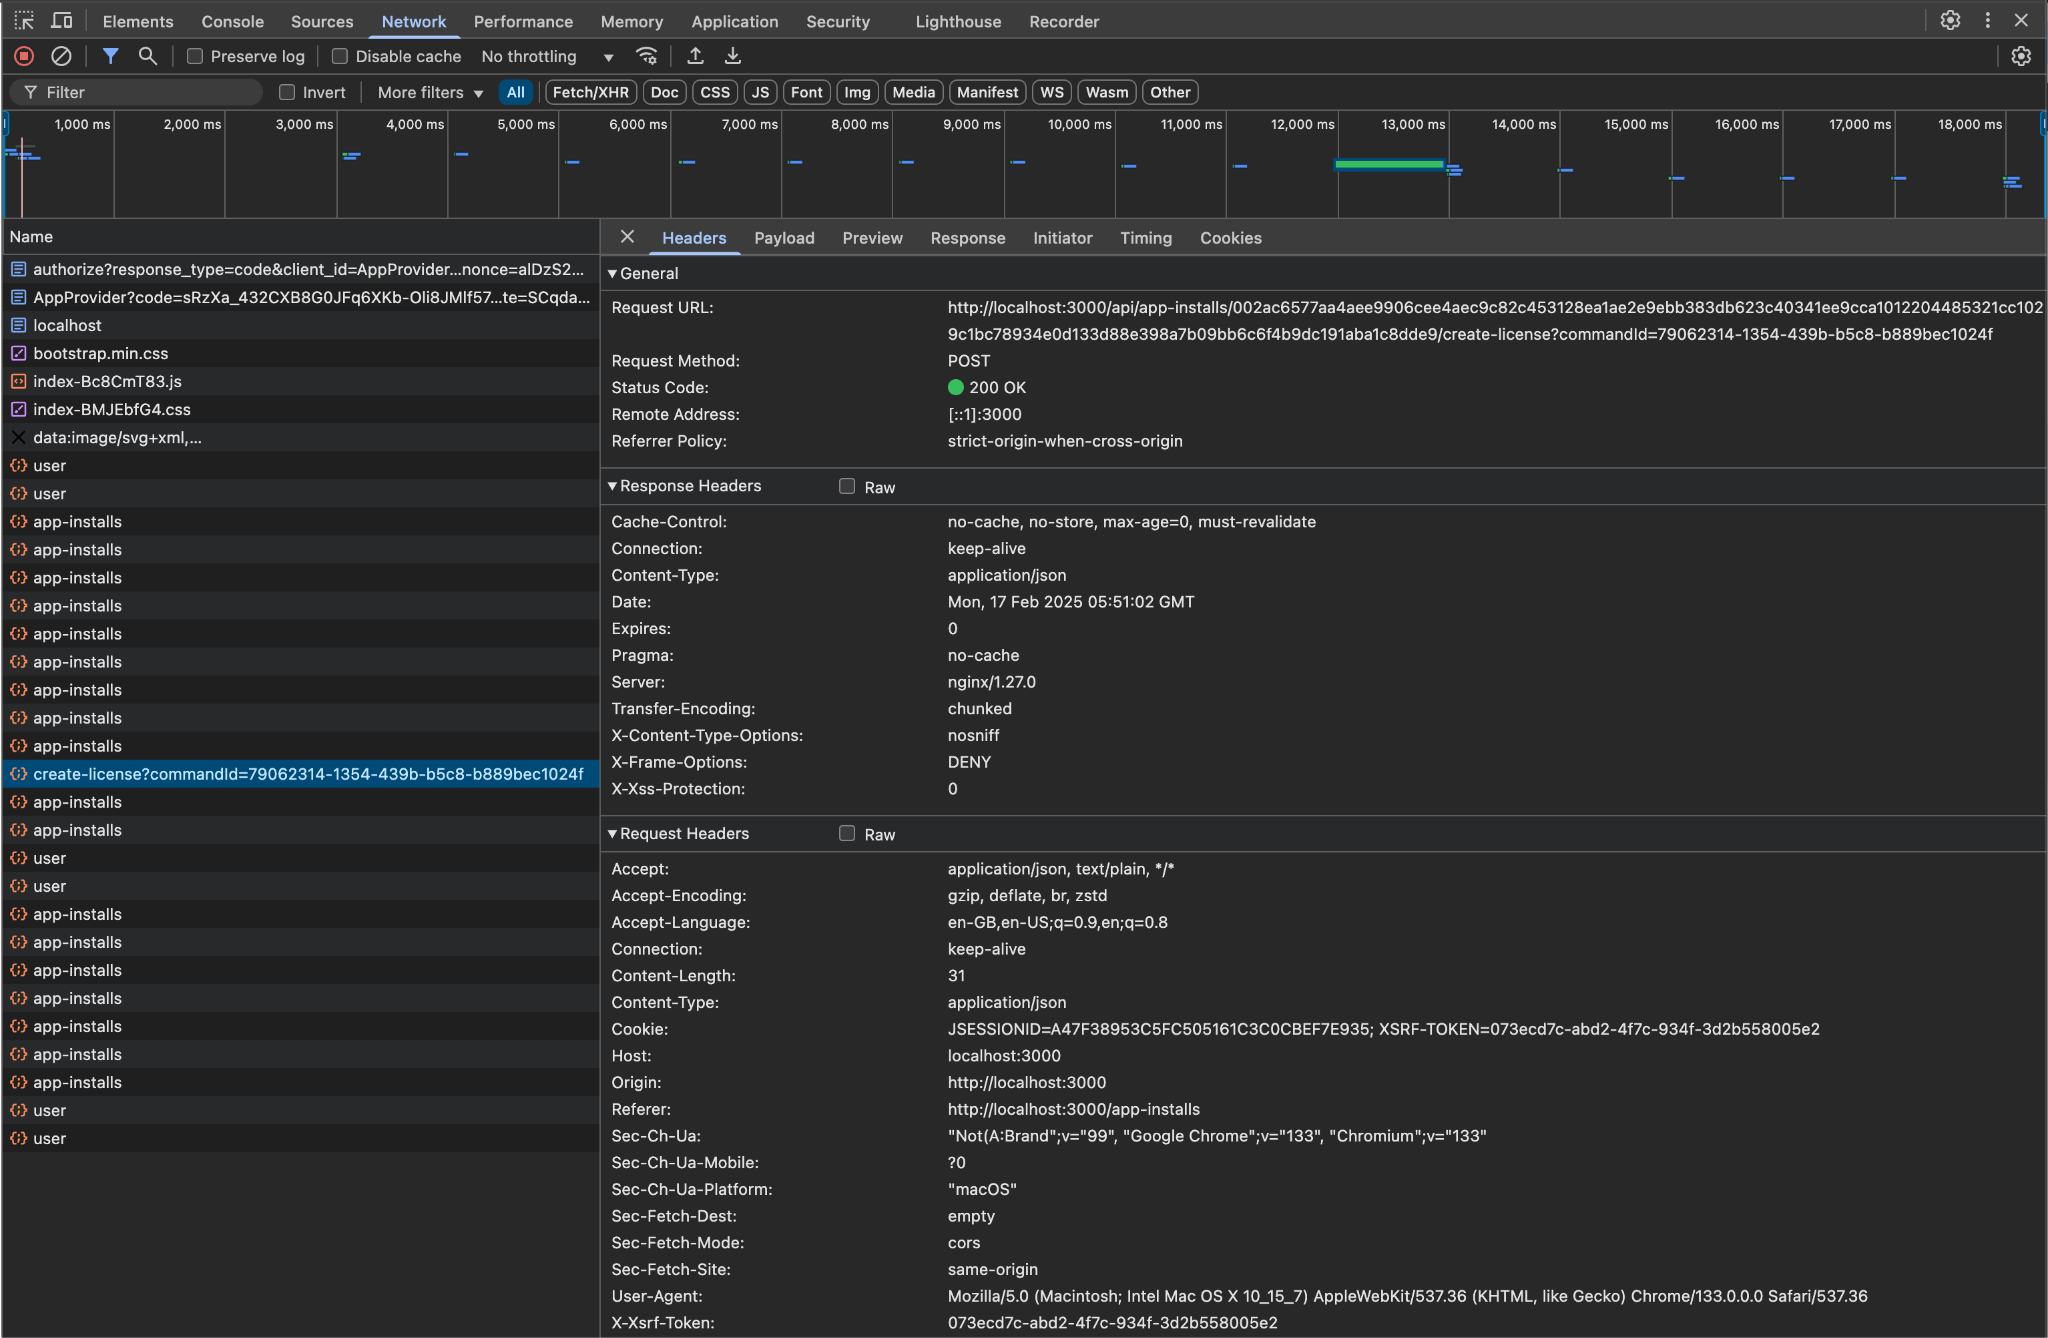 Elements Console Sources Network Performance Memory Application Security Lighthouse Recorder
Preserve log Disable cache No throttling
Filter Invert More filters All Fetch/XHR Doc CSS JS Font Img Media Manifest WS Wasm Other
1,000 ms 2,000 ms 3,000 ms 4,000 ms 5,000 ms 6,000 ms 7,000 ms 8,000 ms 9,000 ms 10,000 ms 11,000 ms 12,000 ms 13,000 ms 14,000 ms 15,000 ms 16,000 ms 17,000 ms 18,000 ms
Name
authorize?response_type=code&client_id=AppProvider...nonce=alDzS2...
AppProvider?code=sRzXa_432CXB8G0JFq6XKb-Oli8JMlf57...te=SCqda...
localhost
bootstrap.min.css
index-Bc8CmT83.js
index-BMJEbfG4.css
data:image/svg+xml,...
user
user
app-installs
app-installs
app-installs
app-installs
app-installs
app-installs
app-installs
app-installs
app-installs
create-license?commandId=79062314-1354-439b-b5c8-b889bec1024f
app-installs
app-installs
user
user
app-installs
app-installs
app-installs
app-installs
app-installs
app-installs
app-installs
user
user
Headers Payload Preview Response Initiator Timing Cookies
General
Request URL: http://localhost:3000/api/app-installs/002ac6577aa4aee9906cee4aec9c82c453128ea1ae2e9ebb383db623c40341ee9cca1012204485321cc102
9c1bc78934e0d133d88e398a7b09bb6c6f4b9dc191aba1c8dde9/create-license?commandId=79062314-1354-439b-b5c8-b889bec1024f
Request Method: POST
Status Code: 200 OK
Remote Address: [::1]:3000
Referrer Policy: strict-origin-when-cross-origin
Response Headers Raw
Cache-Control: no-cache, no-store, max-age=0, must-revalidate
Connection: keep-alive
Content-Type: application/json
Date: Mon, 17 Feb 2025 05:51:02 GMT
Expires: 0
Pragma: no-cache
Server: nginx/1.27.0
Transfer-Encoding: chunked
X-Content-Type-Options: nosniff
X-Frame-Options: DENY
X-Xss-Protection: 0
Request Headers Raw
Accept: application/json, text/plain, */*
Accept-Encoding: gzip, deflate, br, zstd
Accept-Language: en-GB,en-US;q=0.9,en;q=0.8
Connection: keep-alive
Content-Length: 31
Content-Type: application/json
Cookie: JSESSIONID=A47F38953C5FC505161C3C0CBEF7E935; XSRF-TOKEN=073ecd7c-abd2-4f7c-934f-3d2b558005e2
Host: localhost:3000
Origin: http://localhost:3000
Referer: http://localhost:3000/app-installs
Sec-Ch-Ua: "Not(A:Brand";v="99", "Google Chrome";v="133", "Chromium";v="133"
Sec-Ch-Ua-Mobile: ?0
Sec-Ch-Ua-Platform: "macOS"
Sec-Fetch-Dest: empty
Sec-Fetch-Mode: cors
Sec-Fetch-Site: same-origin
User-Agent: Mozilla/5.0 (Macintosh; Intel Mac OS X 10_15_7) AppleWebKit/537.36 (KHTML, like Gecko) Chrome/133.0.0.0 Safari/537.36
X-Xsrf-Token: 073ecd7c-abd2-4f7c-934f-3d2b558005e2